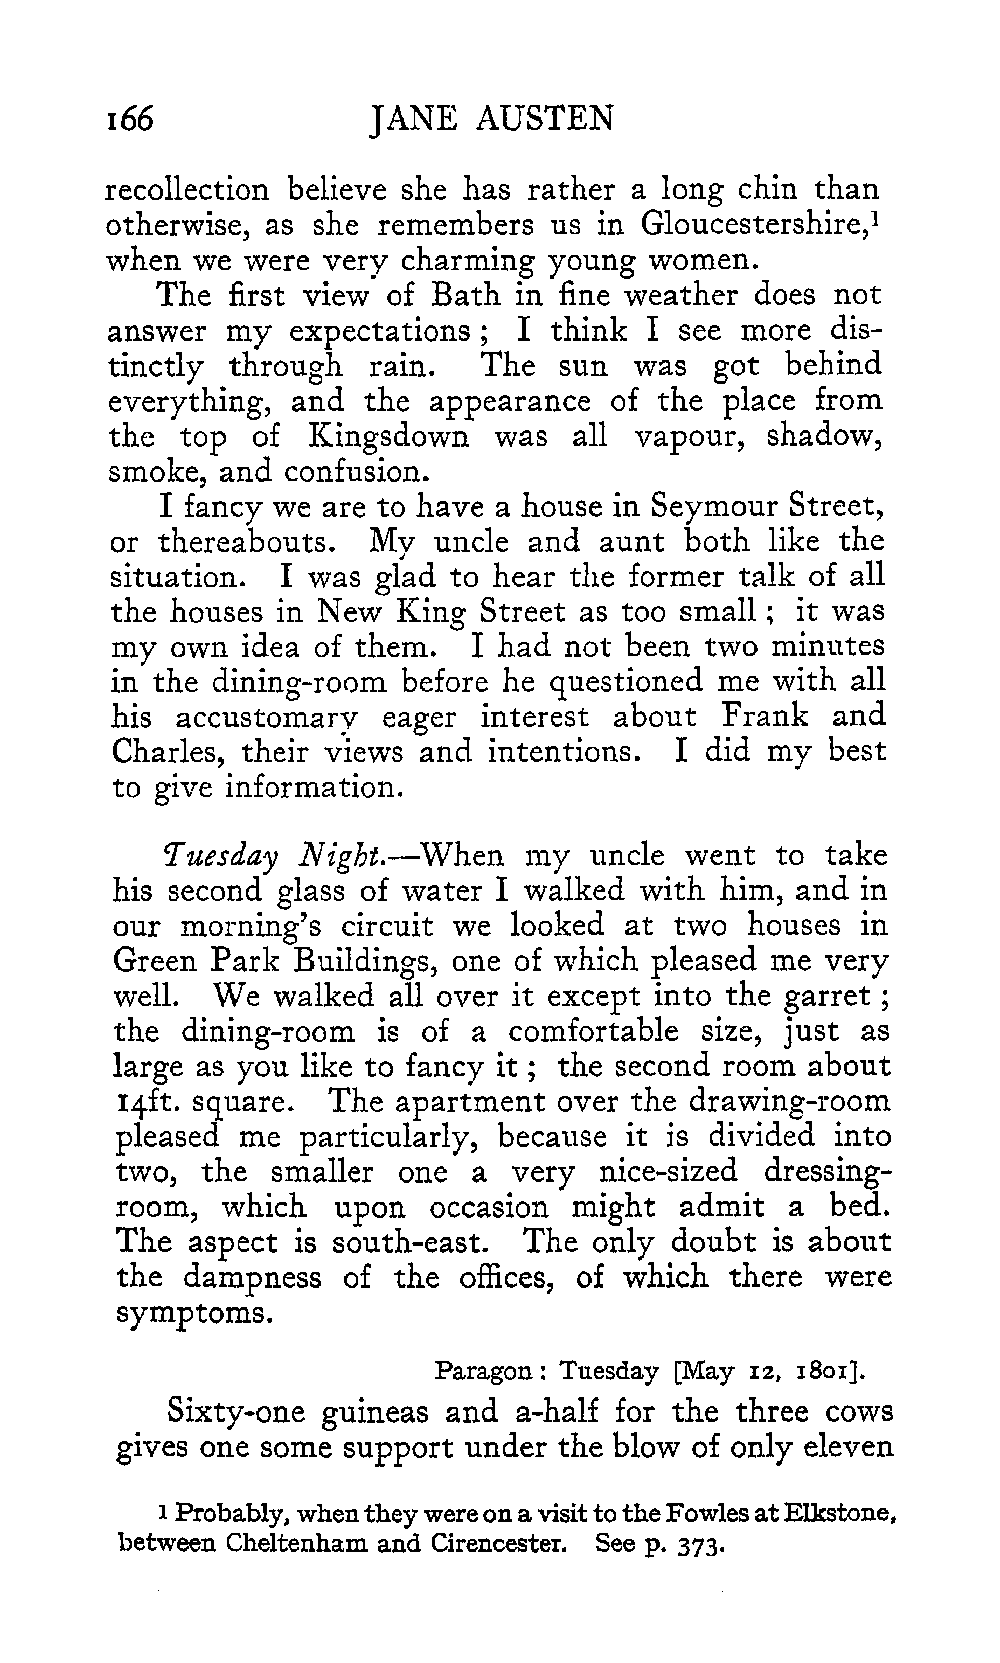 166 JANE AUSTEN
recollection believe she has rather a long chin than
otherwise, as she remembers us in Gloucestershire,¹
when we were very charming young women.
The first view of Bath in fine weather does not
answer my expectations ; I think I see more dis-
tinctly through rain. The sun was got behind
everything, and the appearance of the place from
the top of Kingsdown was all vapour, shadow,
smoke, and confusion.
I fancy we are to have a house in Seymour Street,
or thereabouts. My uncle and aunt both like the
situation. I was glad to hear the former talk of all
the houses in New King Street as too small ; it was
my own idea of them. I had not been two minutes
in the dining-room before he questioned me with all
his accustomary eager interest about Frank and
Charles, their views and intentions. I did my best
to give information.
Tuesday Night.—When my uncle went to take
his second glass of water I walked with him, and in
our morning's circuit we looked at two houses in
Green Park Buildings, one of which pleased me very
well. We walked all over it except into the garret ;
the dining-room is of a comfortable size, just as
large as you like to fancy it ; the second room about
14ft. square. The apartment over the drawing-room
pleased me particularly, because it is divided into
two, the smaller one a very nice-sized dressing-
room, which upon occasion might admit a bed.
The aspect is south-east. The only doubt is about
the dampness of the offices, of which there were
symptoms.
Paragon : Tuesday [May 12, 1801].
Sixty-one guineas and a-half for the three cows
gives one some support under the blow of only eleven
1 Probably, when they were on a visit to the Fowles at Elkstone,
between Cheltenham and Cirencester. See p. 373.